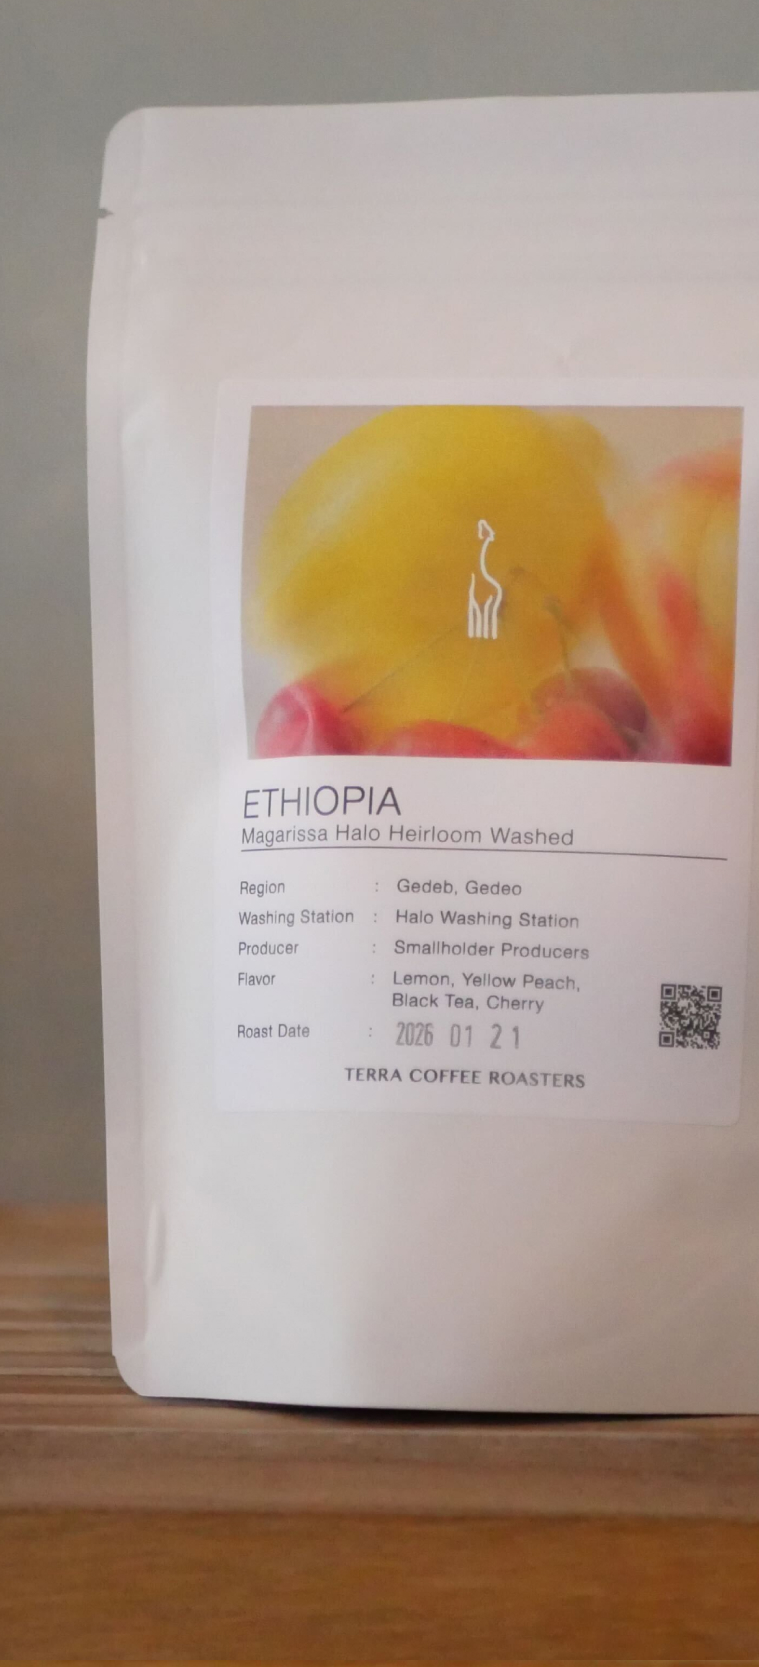 ETHIOPIA
Magarissa Halo Heirloom Washed
Region : Gedeb, Gedeo
Washing Station : Halo Washing Station
Producer : Smallholder Producers
Flavor : Lemon, Yellow Peach,
Black Tea, Cherry
Roast Date : 2026 01 21
TERRA COFFEE ROASTERS